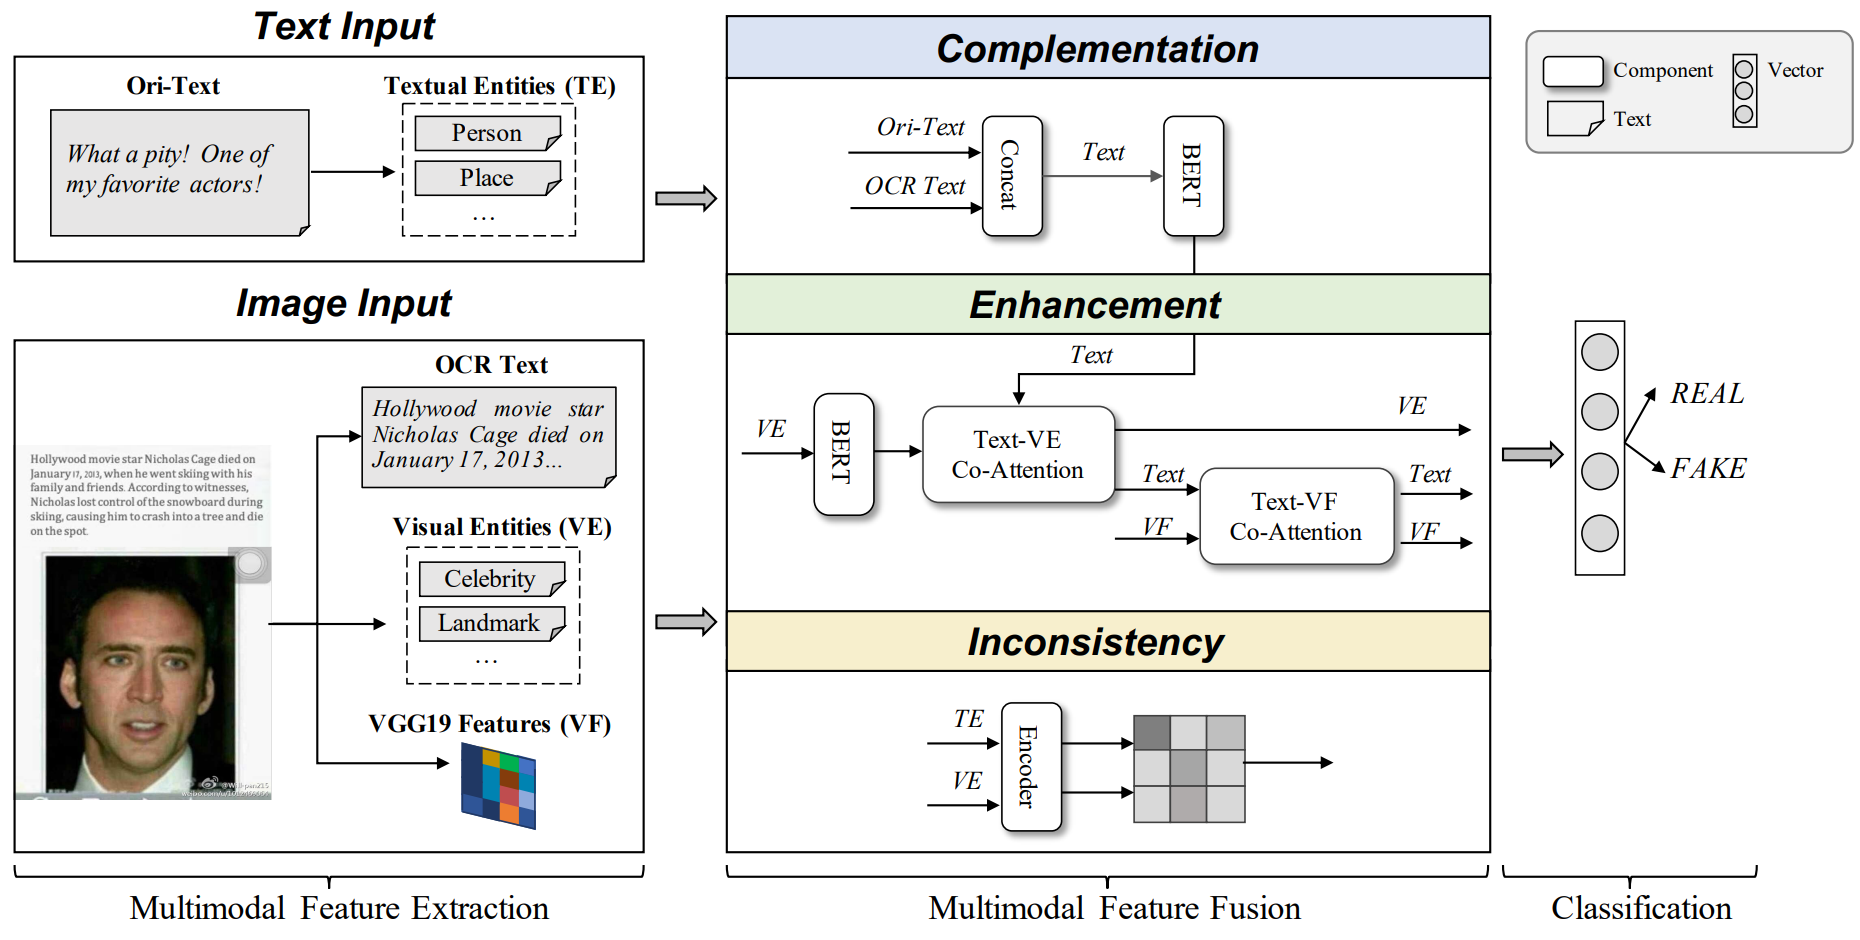 Text Input
Ori-Text
What a pity! One of
my favorite actors!
Textual Entities (TE)
Person
Place
...
Image Input
OCR Text
Hollywood movie star
Nicholas Cage died on
January 17, 2013...
Hollywood movie star Nicholas Cage died on
January 17, 2013, when he went skiing with his
family and friends. According to witnesses,
Nicholas lost control of the snowboard during
skiing, causing him to crash into a tree and die
on the spot.
Visual Entities (VE)
Celebrity
Landmark
...
VGG19 Features (VF)
Multimodal Feature Extraction
Complementation
Ori-Text
OCR Text
Concat
Text
BERT
Enhancement
Text
VE
BERT
Text-VE
Co-Attention
VE
Text
VF
Text-VF
Co-Attention
Text
VF
Inconsistency
TE
VE
Encoder
Multimodal Feature Fusion
Component
Text
Vector
REAL
FAKE
Classification